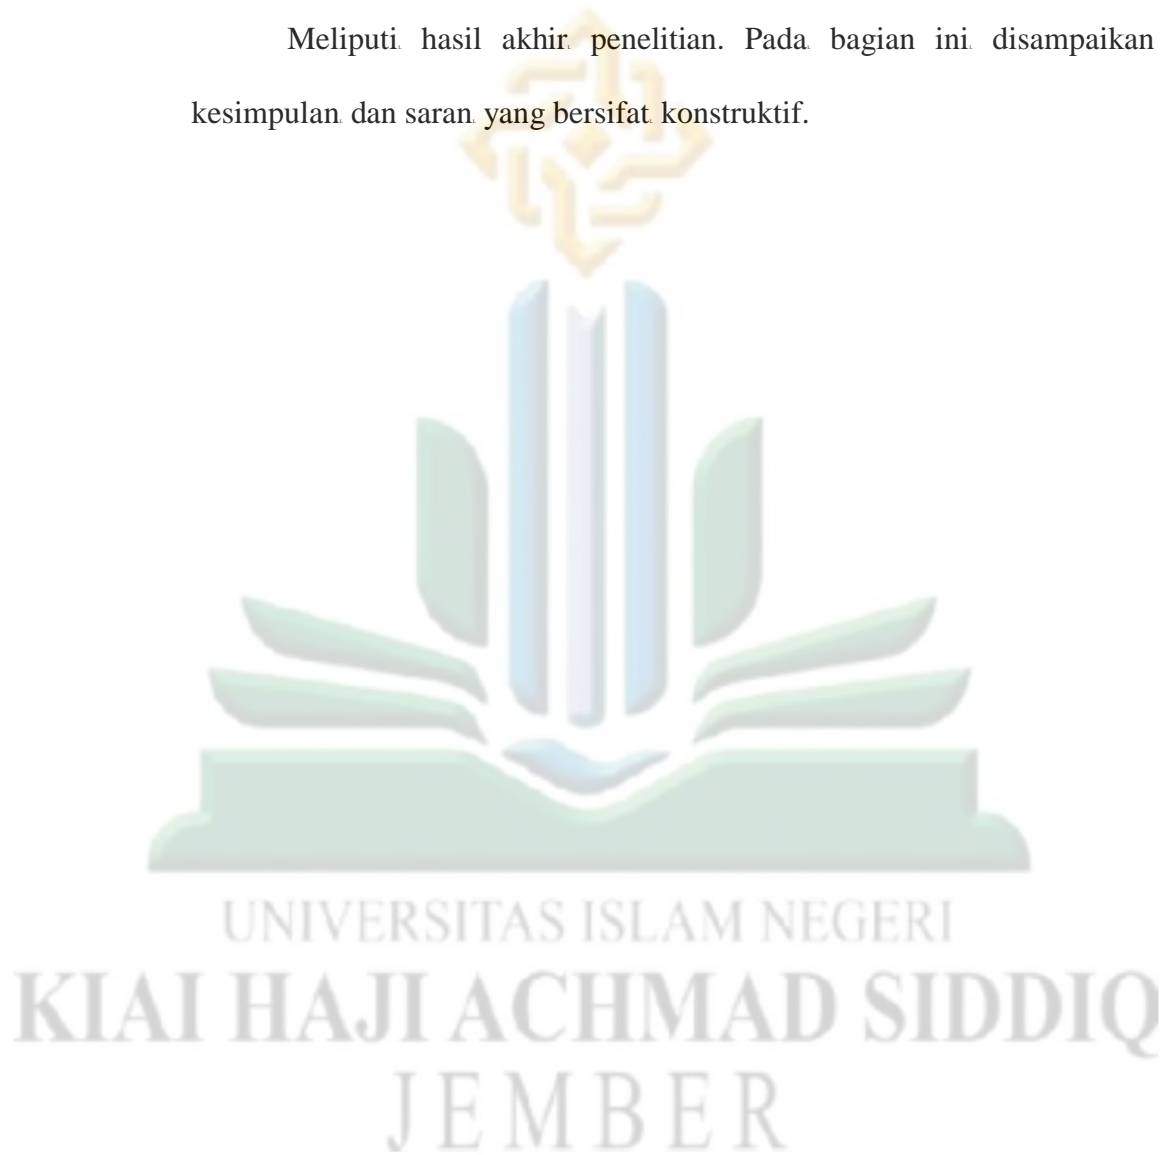 Meliputi hasil akhir penelitian. Pada bagian ini disampaikan
kesimpulan dan saran yang bersifat konstruktif.
UNIVERSITAS ISLAM NEGERI
KIAI HAJI ACHMAD SIDDIQ
JEMBER